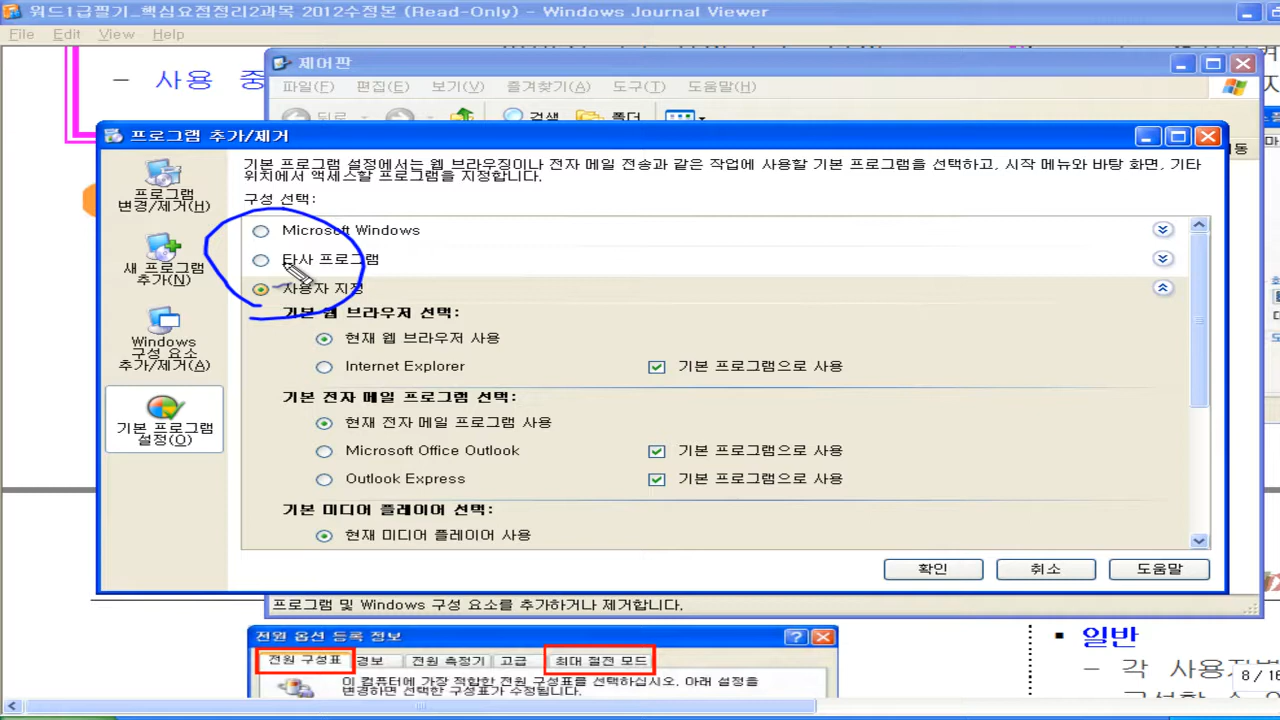 워드1급필기_핵심요점정리2과목 2012수정본 (Read-Only) - Windows Journal Viewer
File Edit View Help
- 사용 중
제어판
파일(F) 편집(E) 보기(V) 즐겨찾기(A) 도구(T) 도움말(H)
뒤로 검색 폴더
프로그램 추가/제거
프로그램 변경/제거(H)
새 프로그램 추가(N)
Windows 구성 요소 추가/제거(A)
기본 프로그램 설정(O)
기본 프로그램 설정에서는 웹 브라우징이나 전자 메일 전송과 같은 작업에 사용할 기본 프로그램을 선택하고, 시작 메뉴와 바탕 화면, 기타
위치에서 액세스할 프로그램을 지정합니다.
구성 선택:
Microsoft Windows
타사 프로그램
사용자 지정
기본 웹 브라우저 선택:
현재 웹 브라우저 사용
Internet Explorer 기본 프로그램으로 사용
기본 전자 메일 프로그램 선택:
현재 전자 메일 프로그램 사용
Microsoft Office Outlook 기본 프로그램으로 사용
Outlook Express 기본 프로그램으로 사용
기본 미디어 플레이어 선택:
현재 미디어 플레이어 사용
확인 취소 도움말
프로그램 및 Windows 구성 요소를 추가하거나 제거합니다.
전원 옵션 등록 정보
전원 구성표 경보 전원 측정기 고급 최대 절전 모드
이 컴퓨터에 가장 적합한 전원 구성표를 선택하십시오. 아래 설정을
변경하면 선택한 구성표가 수정됩니다.
▪ 일반
- 각 사용자별
8 / 16